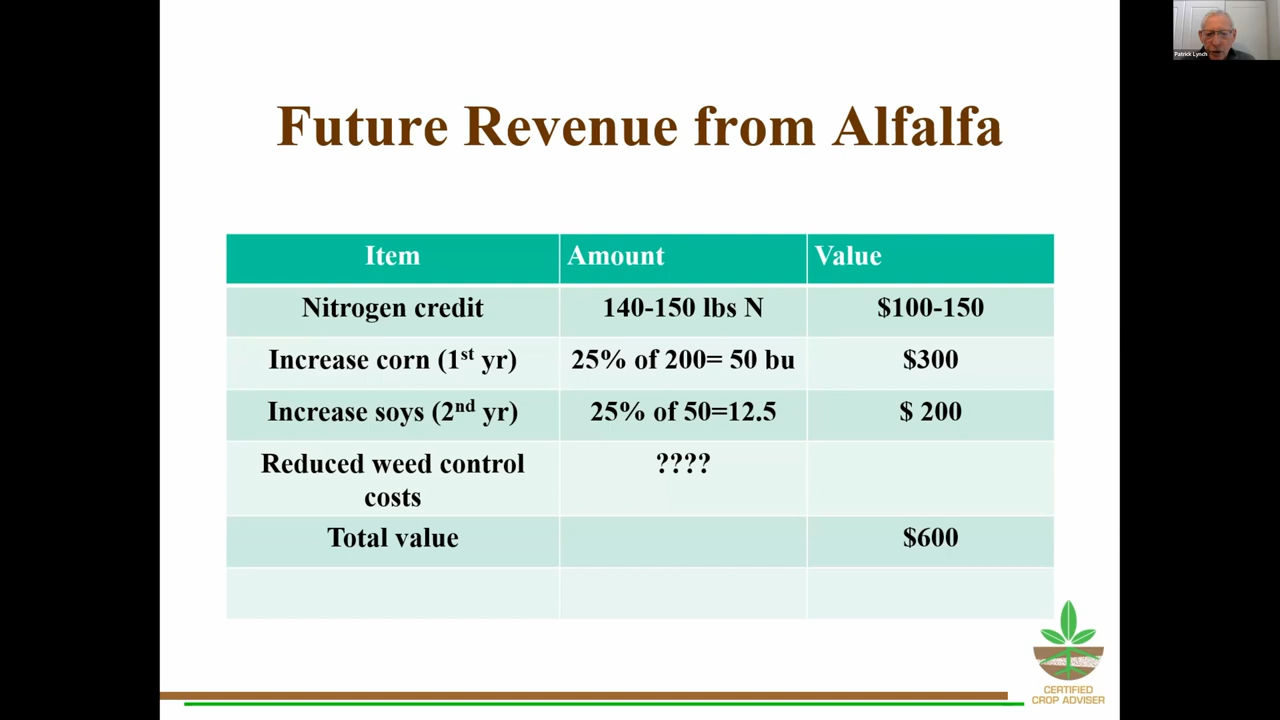 Patrick Lynch
Future Revenue from Alfalfa
Item Amount Value
Nitrogen credit 140-150 lbs N $100-150
Increase corn (1st yr) 25% of 200= 50 bu $300
Increase soys (2nd yr) 25% of 50=12.5 $ 200
Reduced weed control ????
costs
Total value $600
CERTIFIED
CROP ADVISER